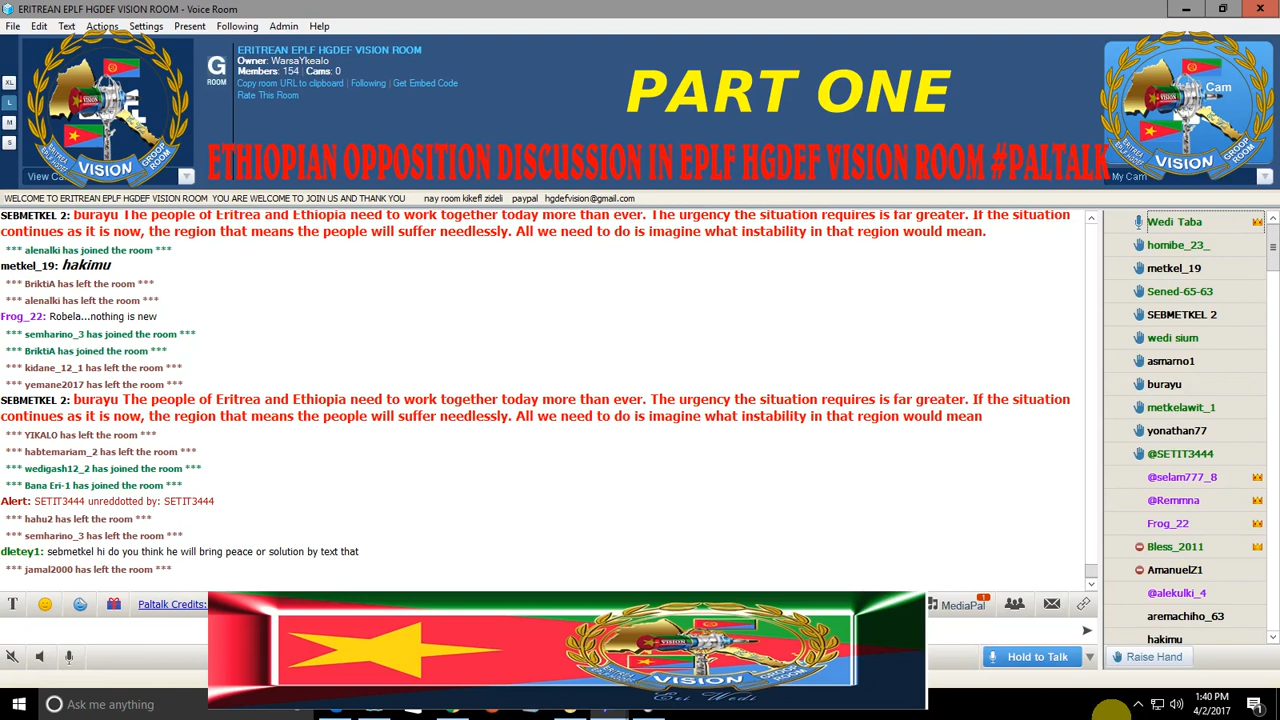 ERITREAN EPLF HGDEF VISION ROOM - Voice Room
File Edit Text Actions Settings Present Following Admin Help
XL
L
M
S
G
ROOM
ERITREAN EPLF HGDEF VISION ROOM
Owner: WarsaYkealo
Members: 154 | Cams: 0
Copy room URL to clipboard | Following | Get Embed Code
Rate This Room
PART ONE
ETHIOPIAN OPPOSITION DISCUSSION IN EPLF HGDEF VISION ROOM #PALTALK
VISION
VISION
Cam
View Ca
My Cam
WELCOME TO ERITREAN EPLF HGDEF VISION ROOM YOU ARE WELCOME TO JOIN US AND THANK YOU nay room kikefl zideli paypal hgdefvision@gmail.com
SEBMETKEL 2: burayu The people of Eritrea and Ethiopia need to work together today more than ever. The urgency the situation requires is far greater. If the situation
continues as it is now, the region that means the people will suffer needlessly. All we need to do is imagine what instability in that region would mean.
*** alenalki has joined the room ***
metkel_19: hakimu
*** BriktiA has left the room ***
*** alenalki has left the room ***
Frog_22: Robela...nothing is new
*** semharino_3 has joined the room ***
*** BriktiA has joined the room ***
*** kidane_12_1 has left the room ***
*** yemane2017 has left the room ***
SEBMETKEL 2: burayu The people of Eritrea and Ethiopia need to work together today more than ever. The urgency the situation requires is far greater. If the situation
continues as it is now, the region that means the people will suffer needlessly. All we need to do is imagine what instability in that region would mean
*** YIKALO has left the room ***
*** habtemariam_2 has left the room ***
*** wedigash12_2 has joined the room ***
*** Bana Eri-1 has joined the room ***
Alert: SETIT3444 unreddotted by: SETIT3444
*** hahu2 has left the room ***
*** semharino_3 has left the room ***
dletey1: sebmetkel hi do you think he will bring peace or solution by text that
*** jamal2000 has left the room ***
Wedi Taba
homibe_23_
metkel_19
Sened-65-63
SEBMETKEL 2
wedi sium
asmarno1
burayu
metkelawit_1
yonathan77
@SETIT3444
@selam777_8
@Remmna
Frog_22
Bless_2011
AmanuelZ1
@alekulki_4
aremachiho_63
hakimu
T
Paltalk Credits:
MediaPal
1
VISION
Eri Wedi
Hold to Talk
Raise Hand
Ask me anything
1:40 PM
4/2/2017
1